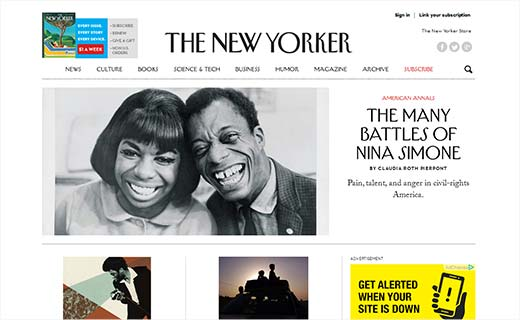 Sign in | Link your subscription
THE NEW YORKER
EVERY ISSUE.
EVERY STORY.
EVERY DEVICE.
$1 A WEEK
SUBSCRIBE
RENEW
GIVE A GIFT
NON-U.S.
ORDERS
THE NEW YORKER
The New Yorker Store
NEWS CULTURE BOOKS SCIENCE & TECH BUSINESS HUMOR MAGAZINE ARCHIVE SUBSCRIBE
AMERICAN ANNALS
THE MANY
BATTLES OF
NINA SIMONE
BY CLAUDIA ROTH PIERPONT
Pain, talent, and anger in civil-rights
America.
ADVERTISEMENT
AdChoices
GET ALERTED
WHEN YOUR
SITE IS DOWN